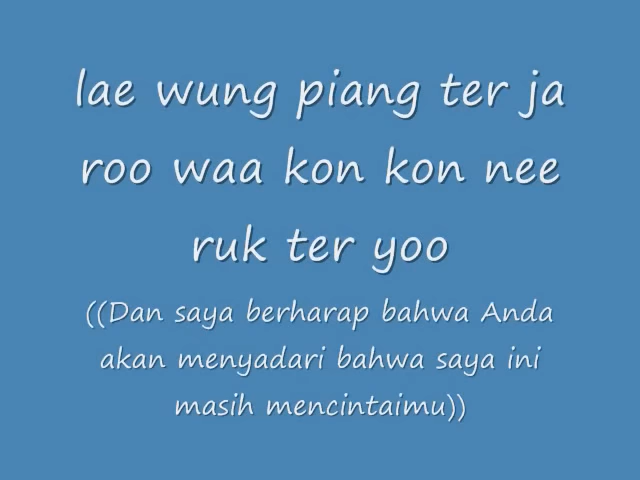 lae wung piang ter ja
roo waa kon kon nee
ruk ter yoo
((Dan saya berharap bahwa Anda
akan menyadari bahwa saya ini
masih mencintaimu))